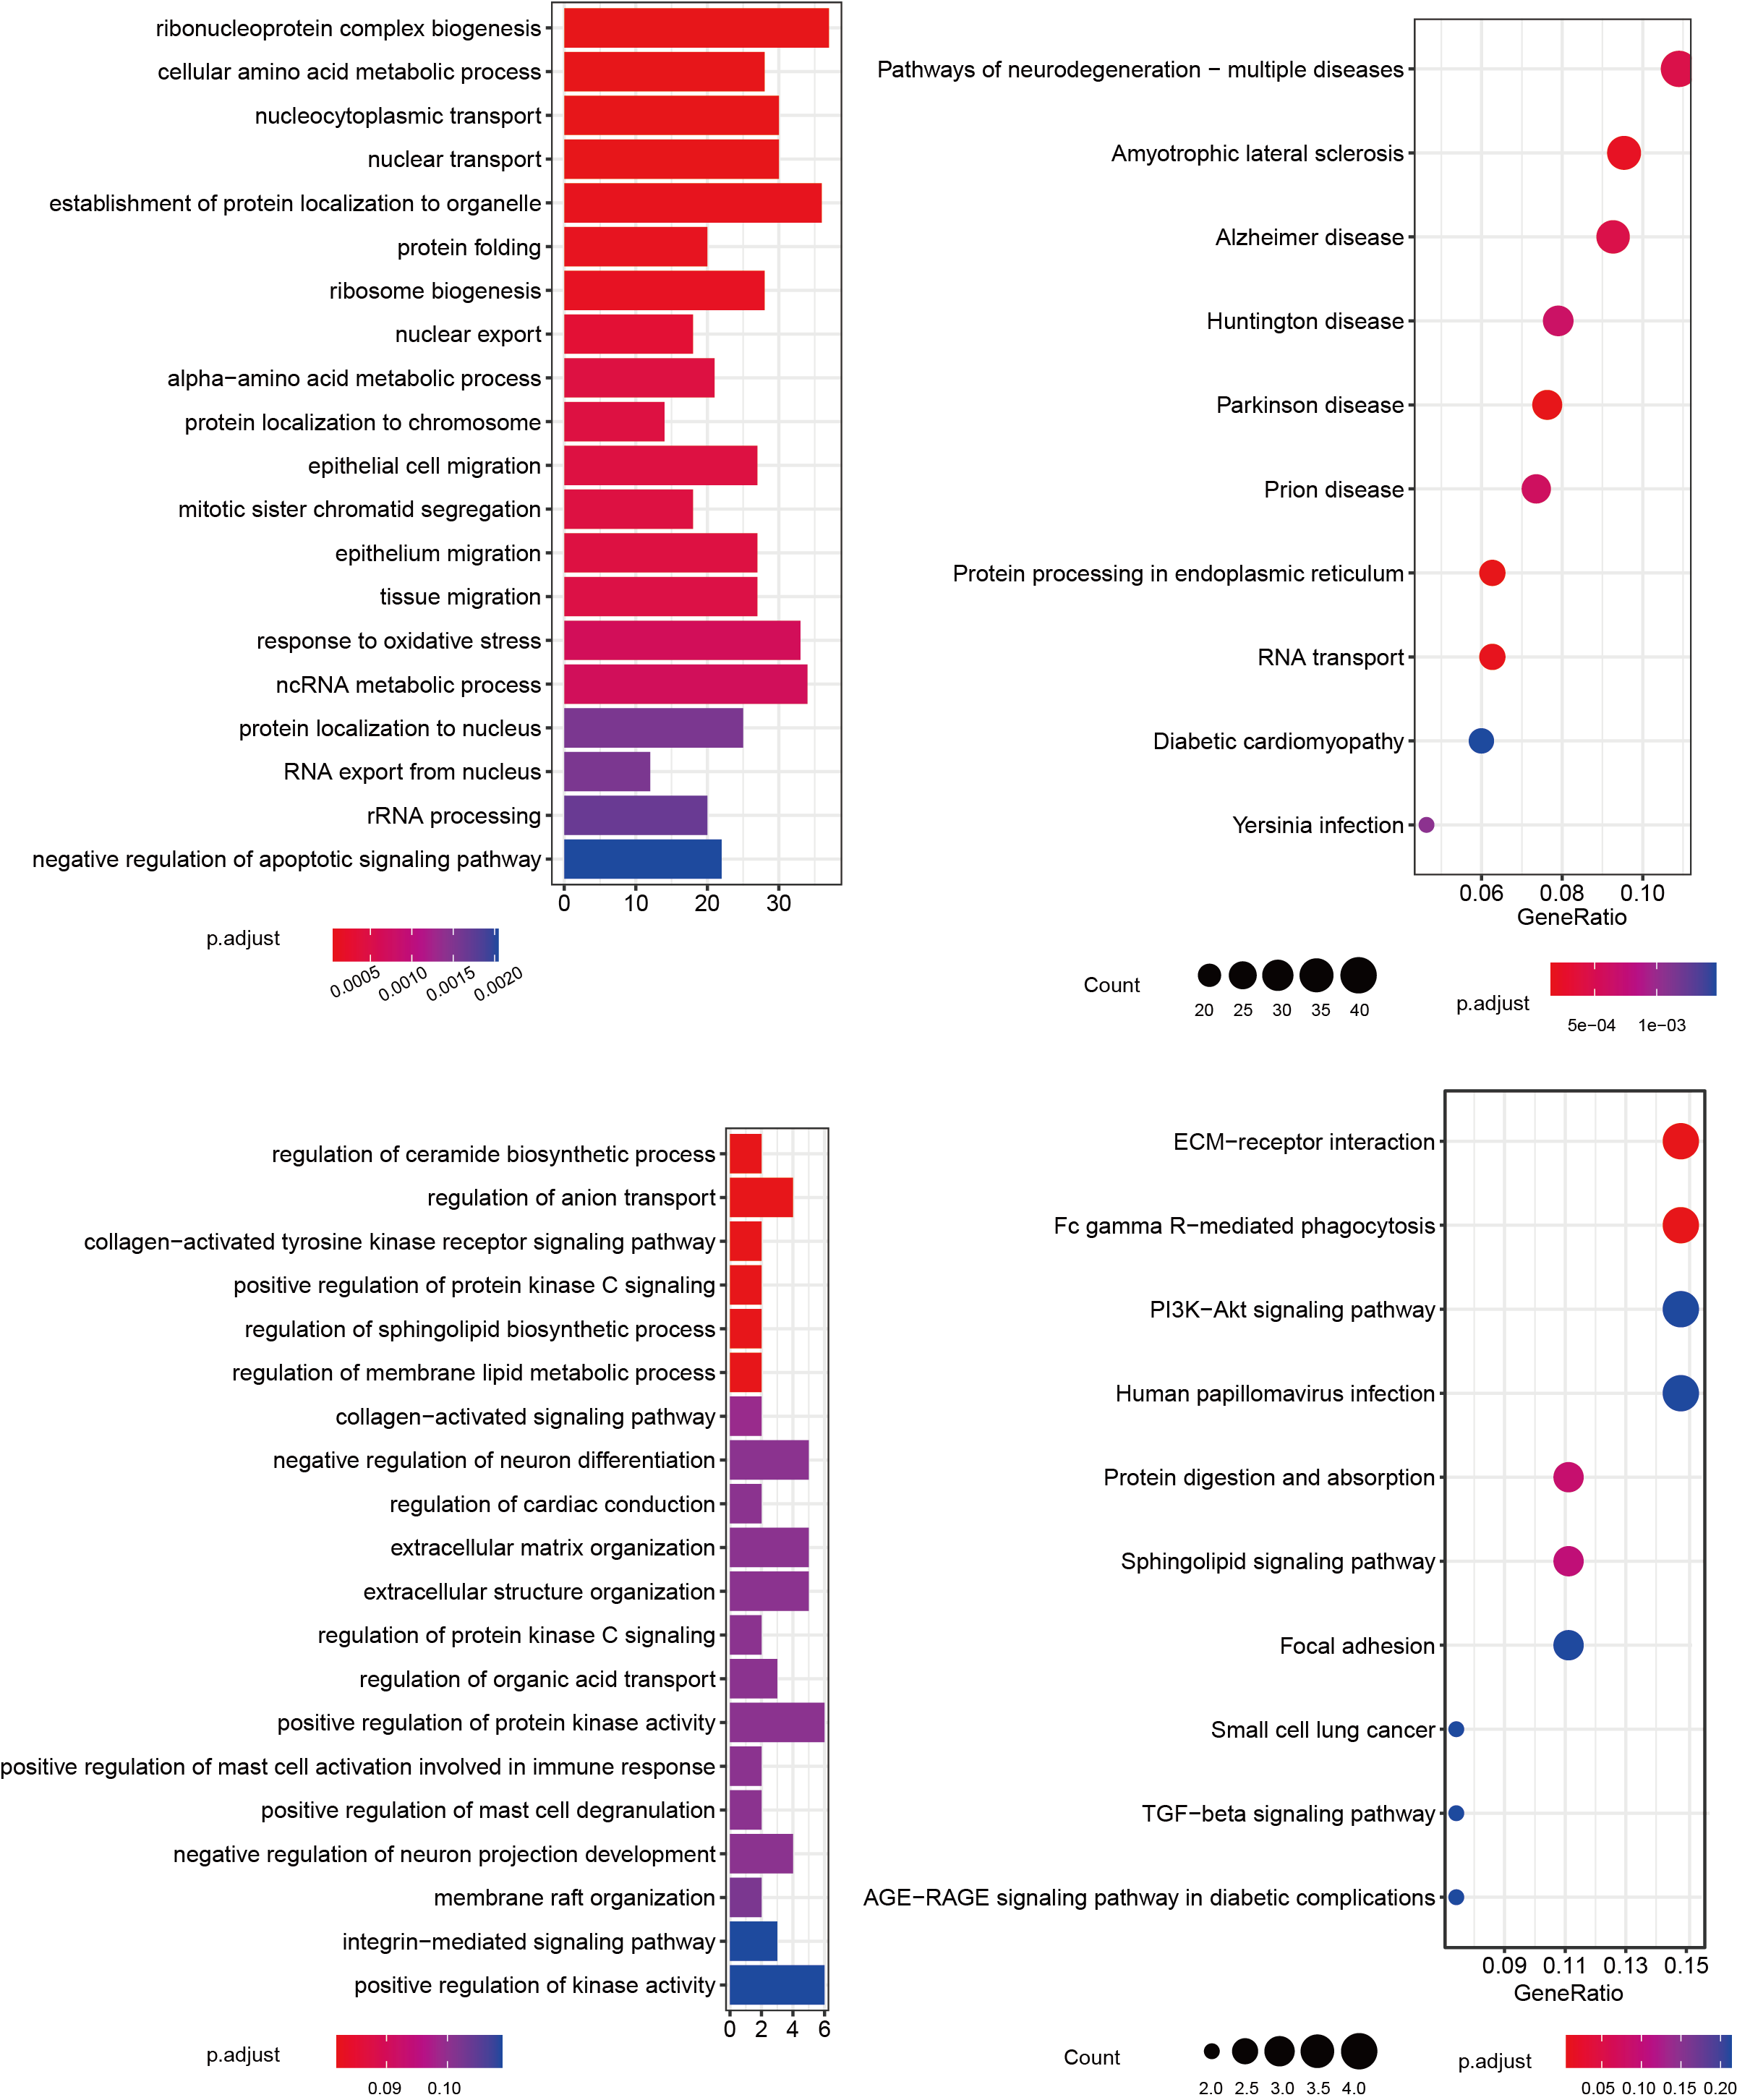 ribonucleoprotein complex biogenesis
cellular amino acid metabolic process
nucleocytoplasmic transport
nuclear transport
establishment of protein localization to organelle
protein folding
ribosome biogenesis
nuclear export
alpha−amino acid metabolic process
protein localization to chromosome
epithelial cell migration
mitotic sister chromatid segregation
epithelium migration
tissue migration
response to oxidative stress
ncRNA metabolic process
protein localization to nucleus
RNA export from nucleus
rRNA processing
negative regulation of apoptotic signaling pathway
0 10 20 30
p.adjust
0.0005 0.0010 0.0015 0.0020
Pathways of neurodegeneration − multiple diseases
Amyotrophic lateral sclerosis
Alzheimer disease
Huntington disease
Parkinson disease
Prion disease
Protein processing in endoplasmic reticulum
RNA transport
Diabetic cardiomyopathy
Yersinia infection
0.06 0.08 0.10
GeneRatio
Count
20 25 30 35 40
p.adjust
5e−04 1e−03
regulation of ceramide biosynthetic process
regulation of anion transport
collagen−activated tyrosine kinase receptor signaling pathway
positive regulation of protein kinase C signaling
regulation of sphingolipid biosynthetic process
regulation of membrane lipid metabolic process
collagen−activated signaling pathway
negative regulation of neuron differentiation
regulation of cardiac conduction
extracellular matrix organization
extracellular structure organization
regulation of protein kinase C signaling
regulation of organic acid transport
positive regulation of protein kinase activity
positive regulation of mast cell activation involved in immune response
positive regulation of mast cell degranulation
negative regulation of neuron projection development
membrane raft organization
integrin−mediated signaling pathway
positive regulation of kinase activity
0 2 4 6
p.adjust
0.09 0.10
ECM−receptor interaction
Fc gamma R−mediated phagocytosis
PI3K−Akt signaling pathway
Human papillomavirus infection
Protein digestion and absorption
Sphingolipid signaling pathway
Focal adhesion
Small cell lung cancer
TGF−beta signaling pathway
AGE−RAGE signaling pathway in diabetic complications
0.09 0.11 0.13 0.15
GeneRatio
Count
2.0 2.5 3.0 3.5 4.0
p.adjust
0.05 0.10 0.15 0.20